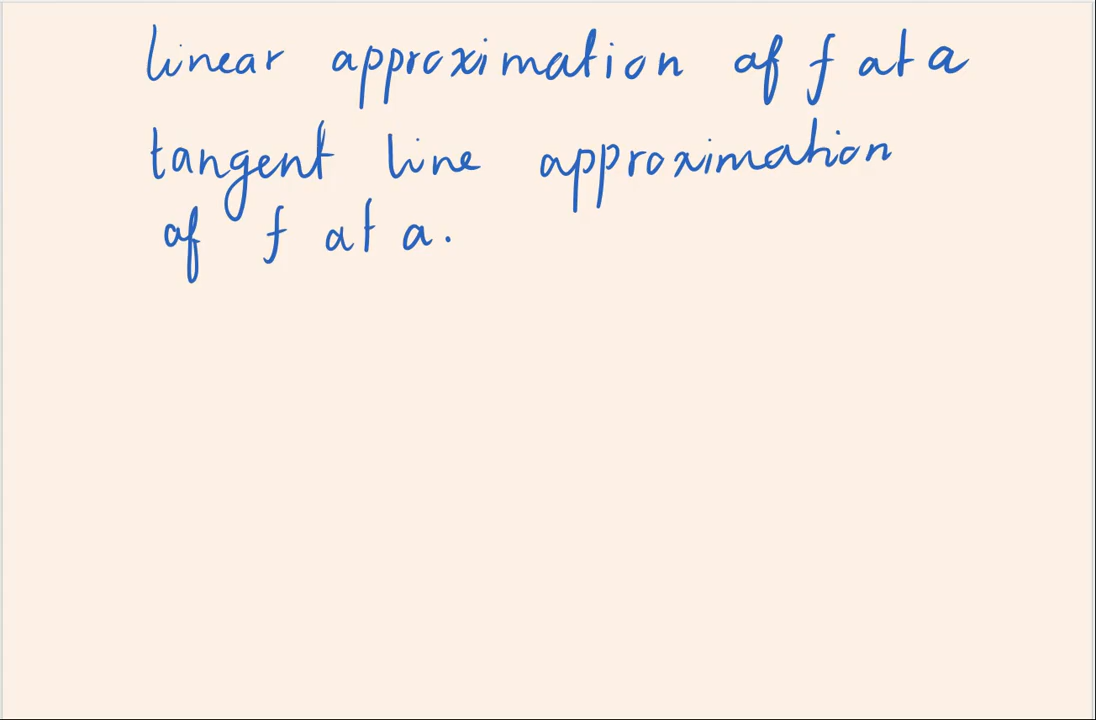 linear approximation of f at a
tangent line approximation
of f at a.